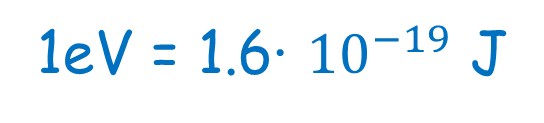 1eV = 1.6· 10⁻¹⁹ J